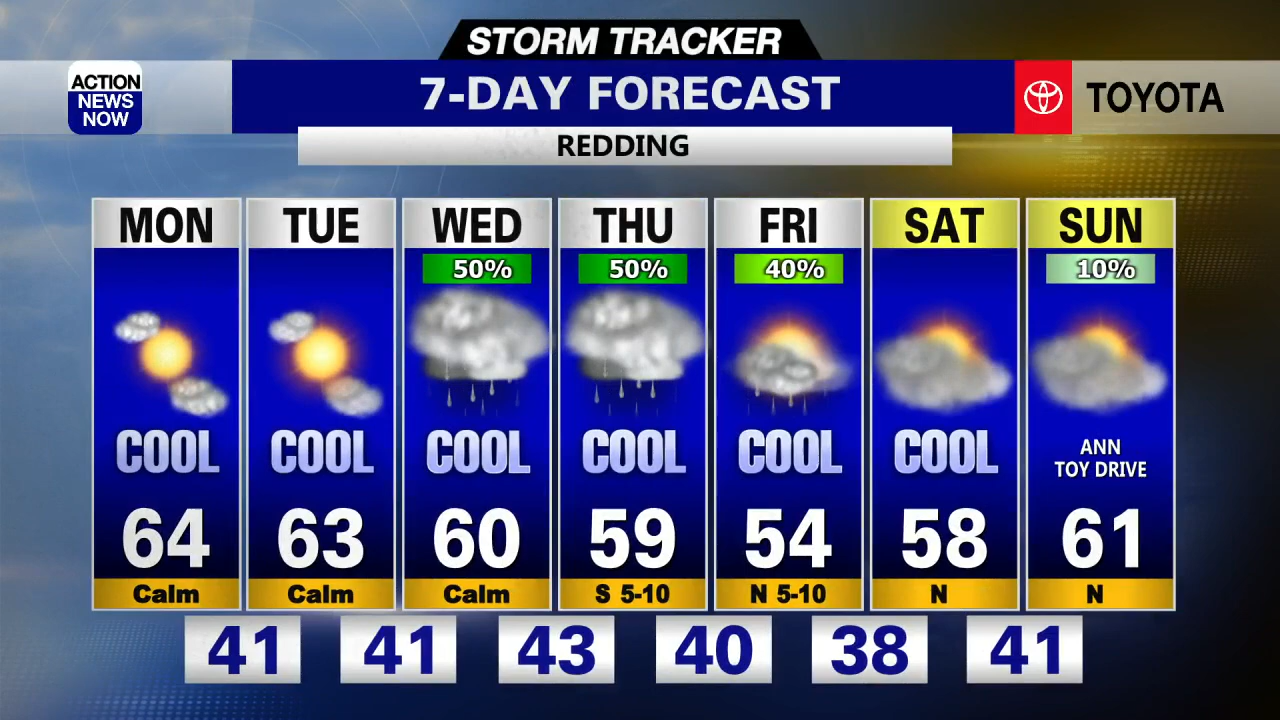 STORM TRACKER
ACTION
NEWS
NOW
7-DAY FORECAST
TOYOTA
REDDING
MON TUE WED THU FRI SAT SUN
50% 50% 40% 10%
COOL COOL COOL COOL COOL COOL
ANN
TOY DRIVE
64 63 60 59 54 58 61
Calm Calm Calm S 5-10 N 5-10 N N
41 41 43 40 38 41